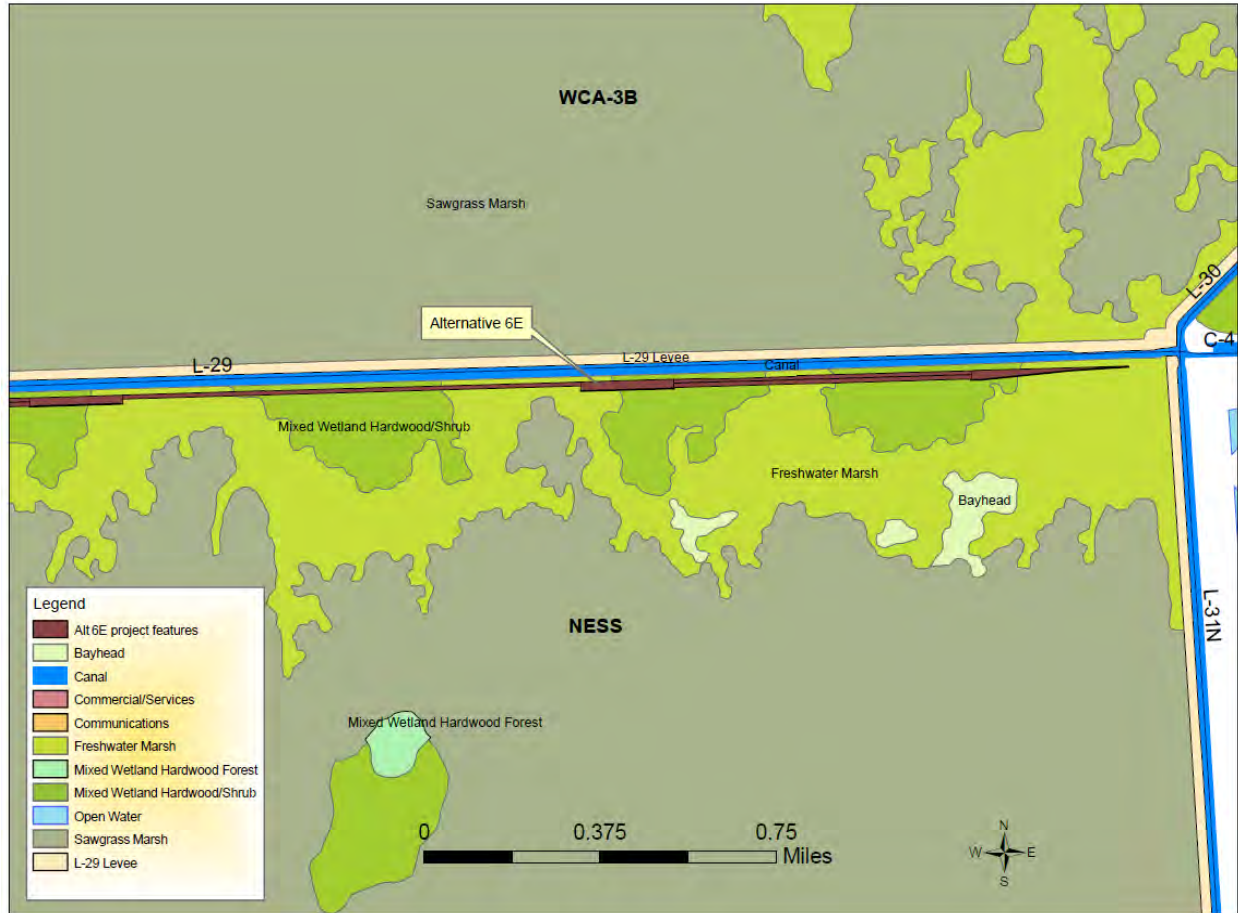 WCA-3B
Sawgrass Marsh
L-30
Alternative 6E
C-4
L-29
L-29 Levee
Canal
Mixed Wetland Hardwood/Shrub
Freshwater Marsh
Bayhead
L-31N
NESS
Mixed Wetland Hardwood Forest
Legend
Alt 6E project features
Bayhead
Canal
Commercial/Services
Communications
Freshwater Marsh
Mixed Wetland Hardwood Forest
Mixed Wetland Hardwood/Shrub
Open Water
Sawgrass Marsh
L-29 Levee
0 0.375 0.75
Miles
N
W E
S